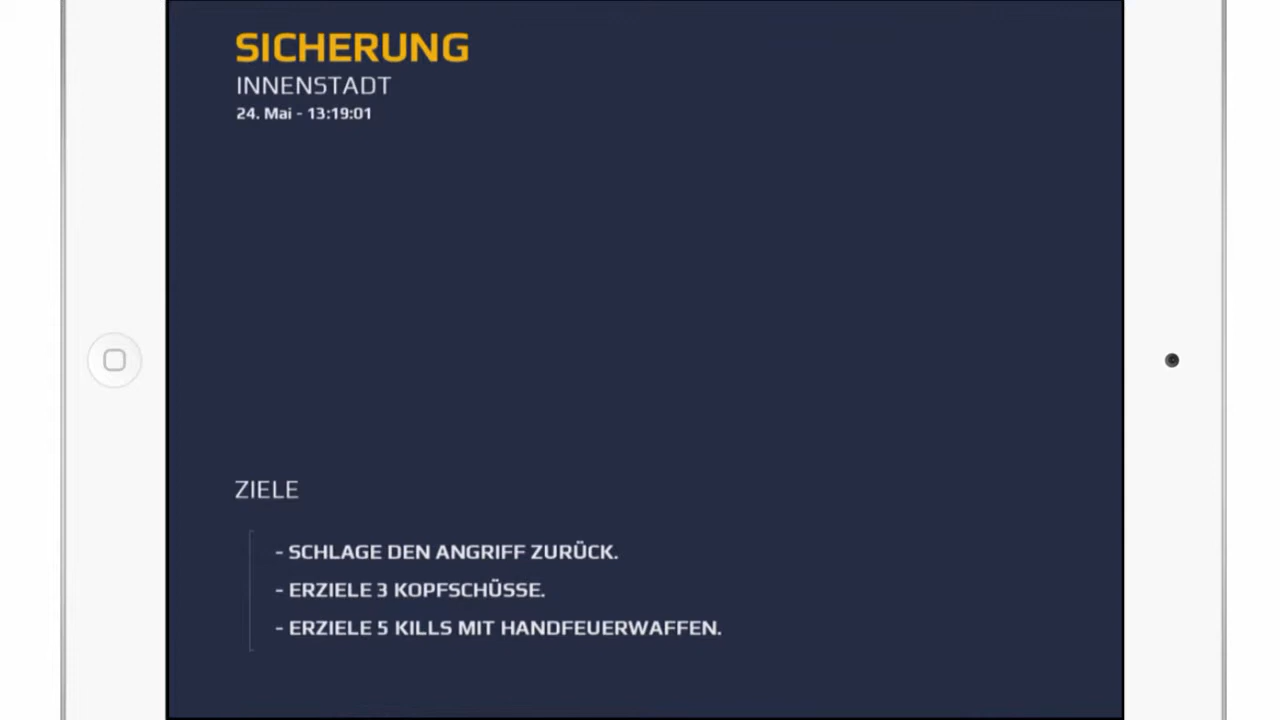 SICHERUNG
INNENSTADT
24. Mai - 13:19:01
ZIELE
- SCHLAGE DEN ANGRIFF ZURÜCK.
- ERZIELE 3 KOPFSCHÜSSE.
- ERZIELE 5 KILLS MIT HANDFEUERWAFFEN.